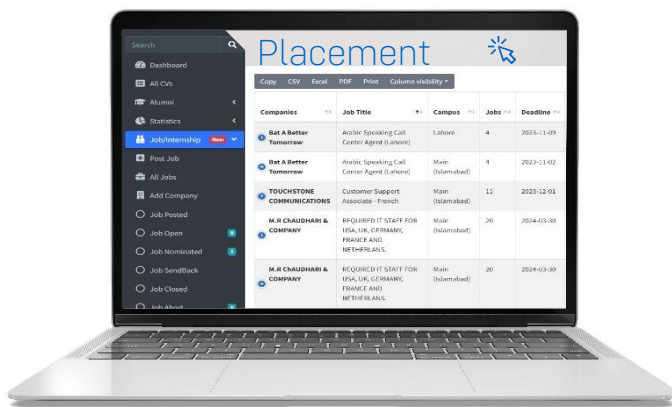 Search
Placement
Dashboard
All CVs
Alumni
Statistics
Job/Internship New
Post Job
All Jobs
Add Company
Job Posted
Job Open
Job Nominated
Job SendBack
Job Closed
Job Abort
Copy CSV Excel PDF Print Column visibility
Companies Job Title Campus Jobs Deadline
Bat A Better Arabic Speaking Call Lahore 4 2023-11-09
Tomorrow Center Agent (Lahore)
Bat A Better Arabic Speaking Call Main 4 2023-11-02
Tomorrow Center Agent (Lahore) (Islamabad)
TOUCHSTONE Customer Support Main 11 2023-12-01
COMMUNICATIONS Associate - French (Islamabad)
M.R ChAUDHARI & REQUIRED IT STAFF FOR Main 20 2024-03-30
COMPANY USA, UK, GERMANY, (Islamabad)
FRANCE AND
NETHERLANS.
M.R ChAUDHARI & REQUIRED IT STAFF FOR Main 20 2024-03-30
COMPANY USA, UK, GERMANY, (Islamabad)
FRANCE AND
NETHERLANS.